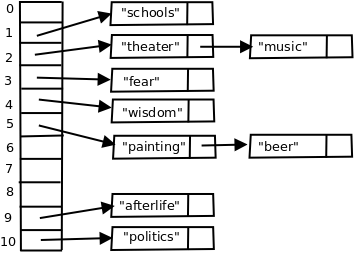 0
1 "schools"
2 "theater" "music"
3 "fear"
4 "wisdom"
5
6 "painting" "beer"
7
8
9 "afterlife"
10 "politics"